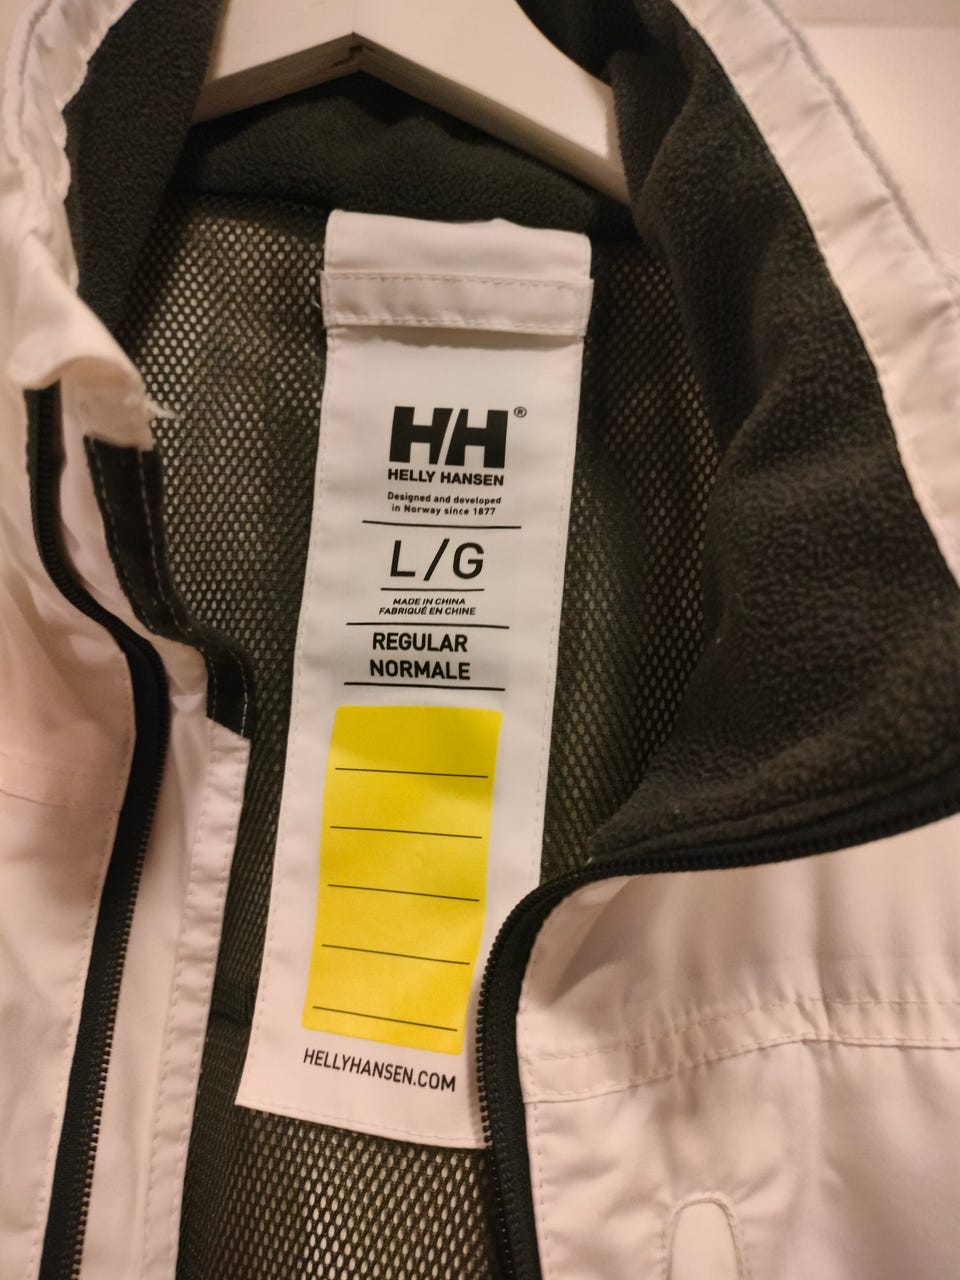 HH®
HELLY HANSEN
Designed and developed
in Norway since 1877
L/G
MADE IN CHINA
FABRIQUÉ EN CHINE
REGULAR
NORMALE
HELLYHANSEN.COM